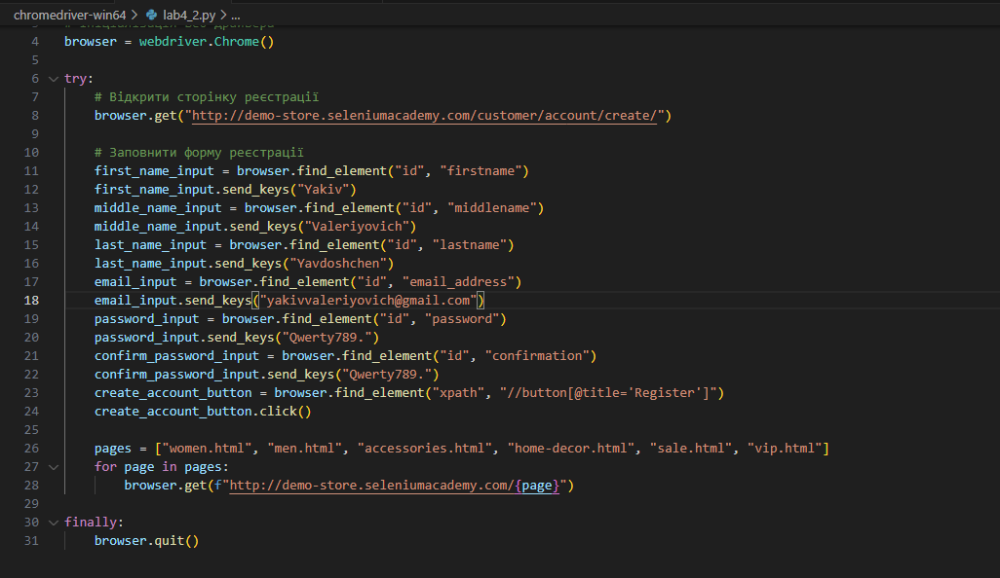 chromedriver-win64 > lab4_2.py > ...
4 browser = webdriver.Chrome()
5
6 try:
7 # Відкрити сторінку реєстрації
8 browser.get("http://demo-store.seleniumacademy.com/customer/account/create/")
9
10 # Заповнити форму реєстрації
11 first_name_input = browser.find_element("id", "firstname")
12 first_name_input.send_keys("Yakiv")
13 middle_name_input = browser.find_element("id", "middlename")
14 middle_name_input.send_keys("Valeriyovich")
15 last_name_input = browser.find_element("id", "lastname")
16 last_name_input.send_keys("Yavdoshchen")
17 email_input = browser.find_element("id", "email_address")
18 email_input.send_keys("yakivvaleriyovich@gmail.com")
19 password_input = browser.find_element("id", "password")
20 password_input.send_keys("Qwerty789.")
21 confirm_password_input = browser.find_element("id", "confirmation")
22 confirm_password_input.send_keys("Qwerty789.")
23 create_account_button = browser.find_element("xpath", "//button[@title='Register']")
24 create_account_button.click()
25
26 pages = ["women.html", "men.html", "accessories.html", "home-decor.html", "sale.html", "vip.html"]
27 for page in pages:
28 browser.get(f"http://demo-store.seleniumacademy.com/{page}")
29
30 finally:
31 browser.quit()